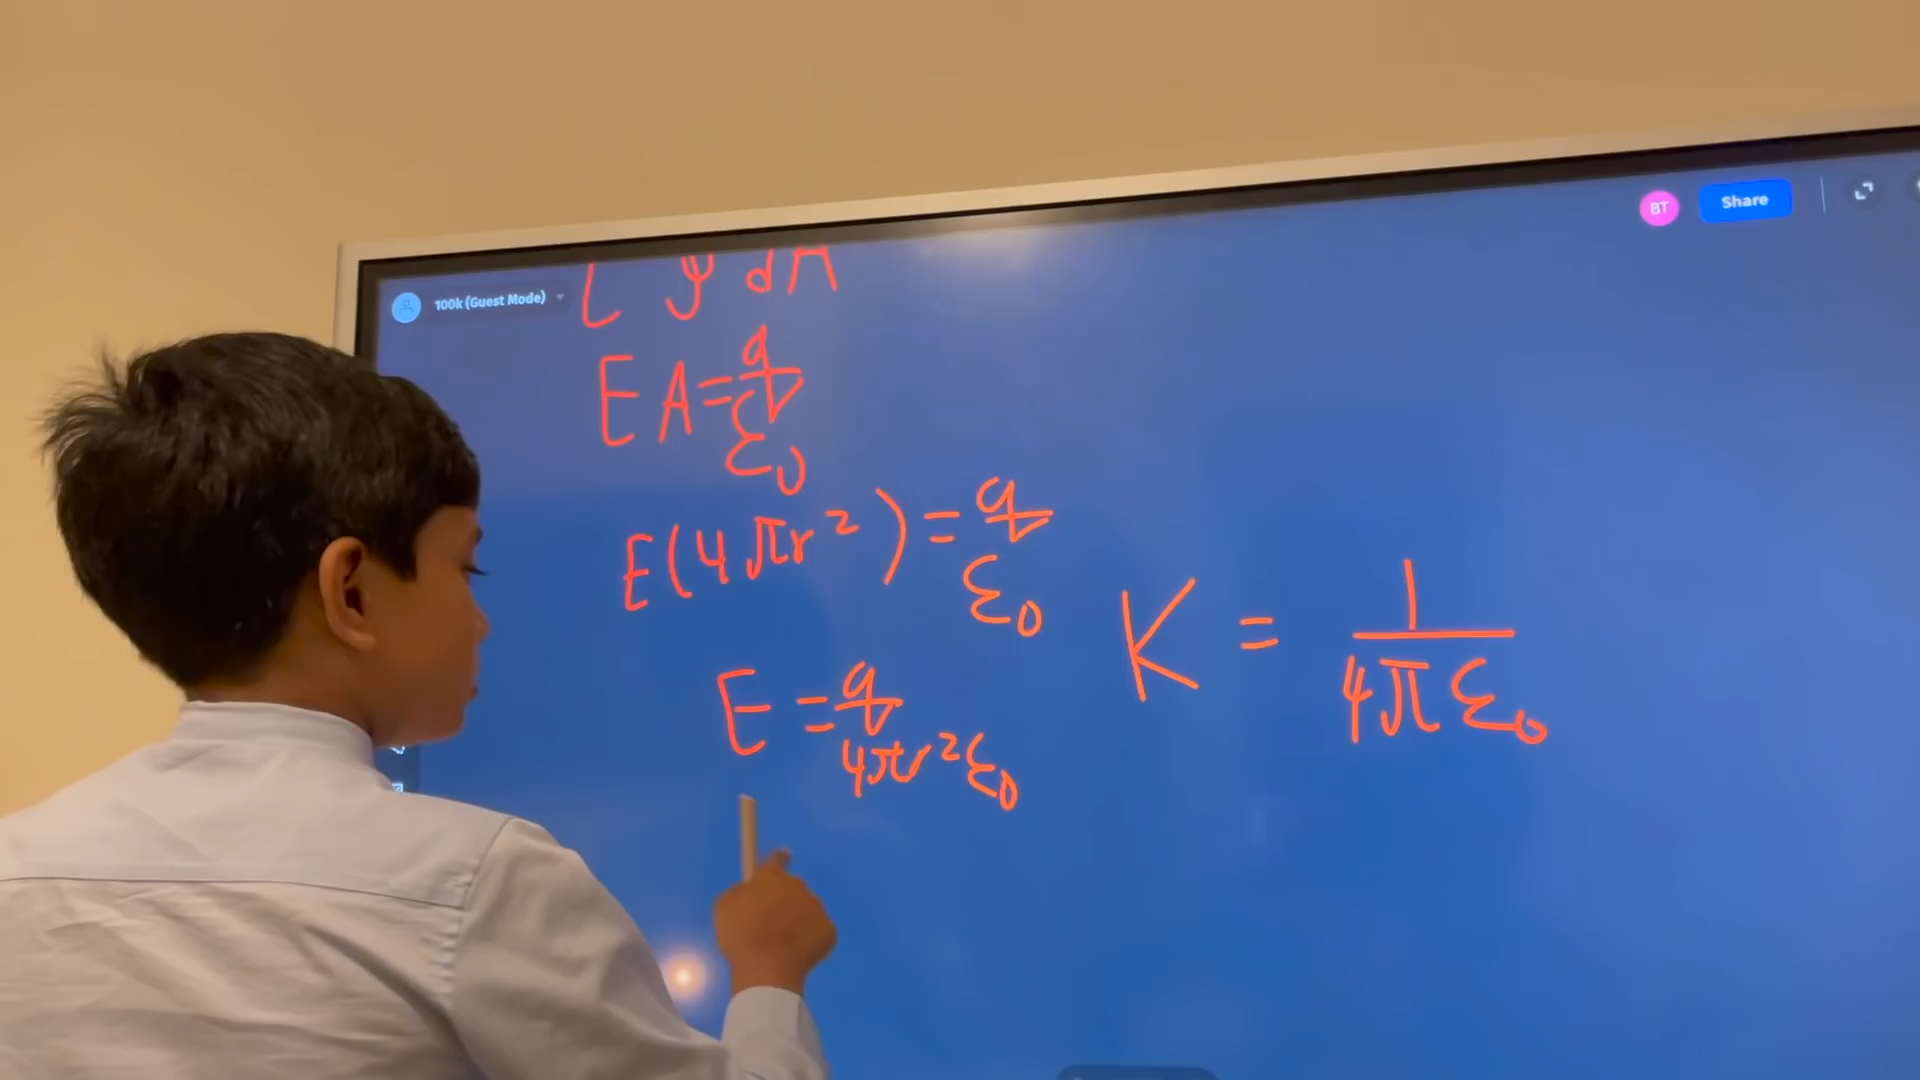 BT
Share
100k (Guest Mode)
E ∮ dA
EA = q/ε₀
E(4πr²) = q/ε₀
K = 1/4πε₀
E = q/4πr²ε₀